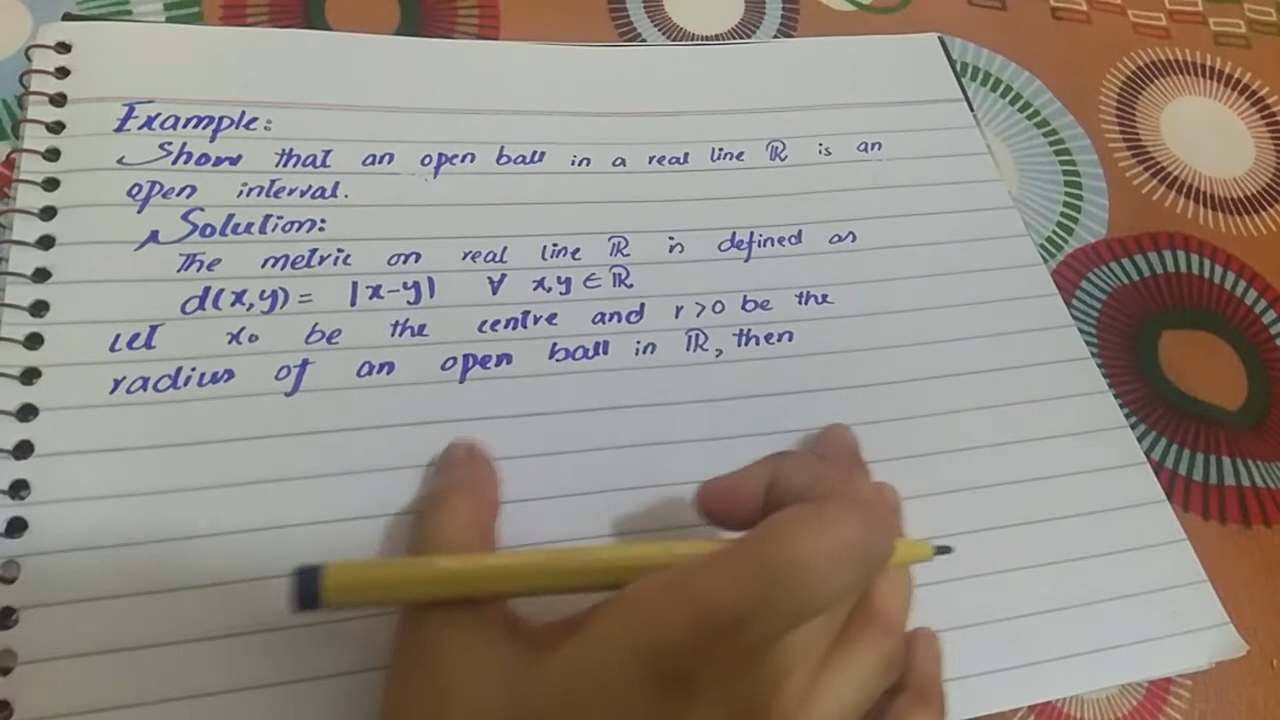 Example:
Show that an open ball in a real line ℝ is an
open interval.
Solution:
The metric on real line ℝ is defined as
d(x,y) = |x-y| ∀ x,y ∈ ℝ
Let x₀ be the centre and r>0 be the
radius of an open ball in ℝ, then